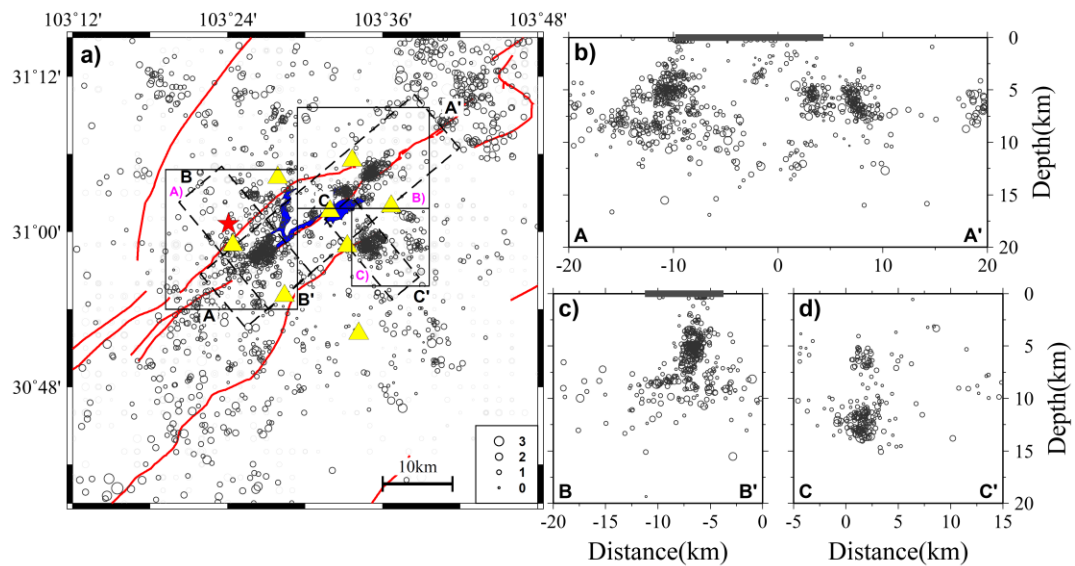 103°12' 103°24' 103°36' 103°48'
a)
31°12'
31°00'
30°48'
A'
B
A)
C
B)
C)
B'
C'
A
3
2
1
0
10km
b)
0
5
10
15
20
Depth(km)
A A'
-20 -10 0 10 20
c)
B B'
-20 -15 -10 -5 0
Distance(km)
d)
0
5
10
15
20
Depth(km)
C C'
-5 0 5 10 15
Distance(km)